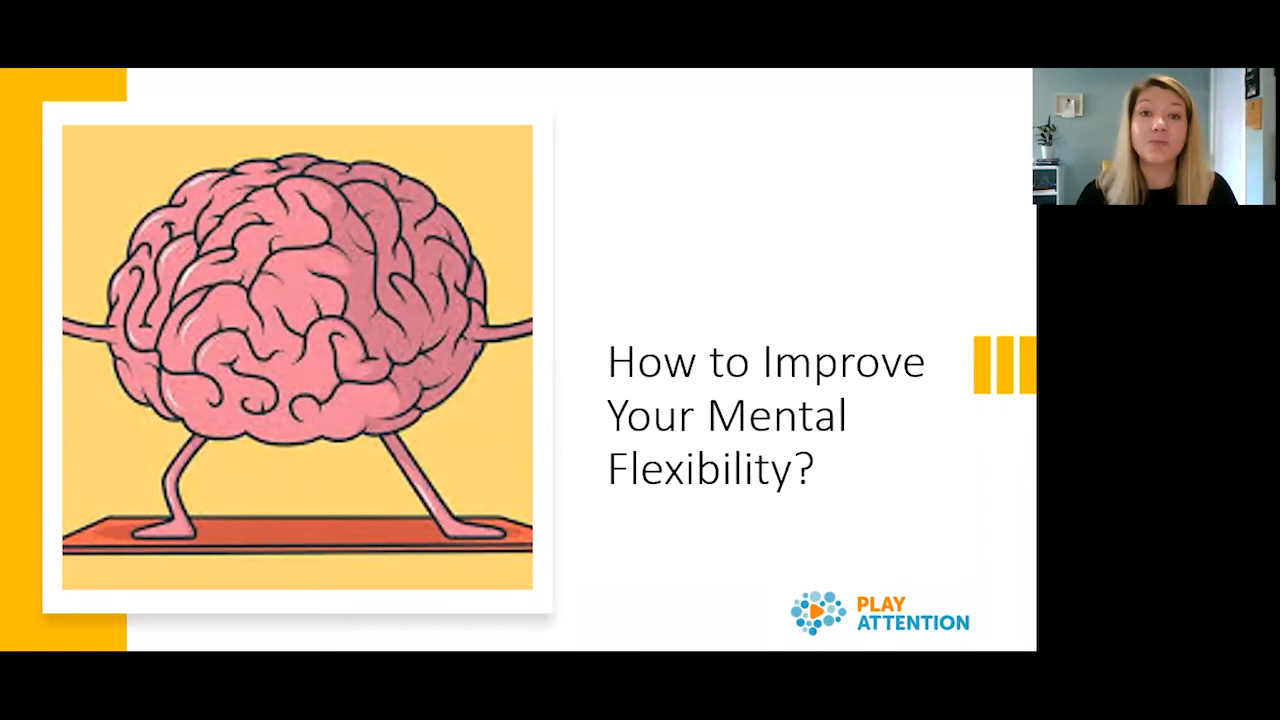 How to Improve
Your Mental
Flexibility?
PLAY
ATTENTION